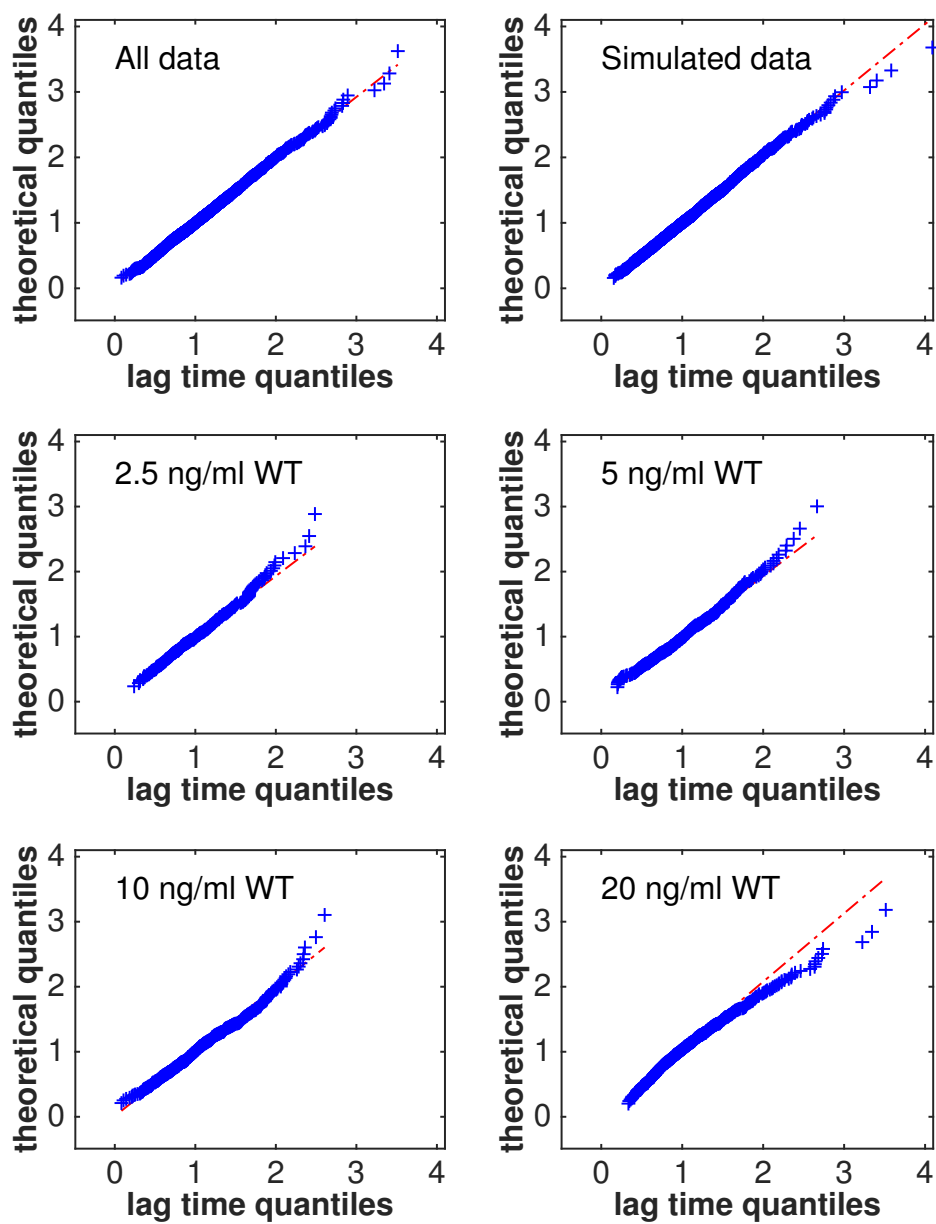 All data
theoretical quantiles
4
3
2
1
0
0 1 2 3 4
lag time quantiles
Simulated data
theoretical quantiles
4
3
2
1
0
0 1 2 3 4
lag time quantiles
2.5 ng/ml WT
theoretical quantiles
4
3
2
1
0
0 1 2 3 4
lag time quantiles
5 ng/ml WT
theoretical quantiles
4
3
2
1
0
0 1 2 3 4
lag time quantiles
10 ng/ml WT
theoretical quantiles
4
3
2
1
0
0 1 2 3 4
lag time quantiles
20 ng/ml WT
theoretical quantiles
4
3
2
1
0
0 1 2 3 4
lag time quantiles